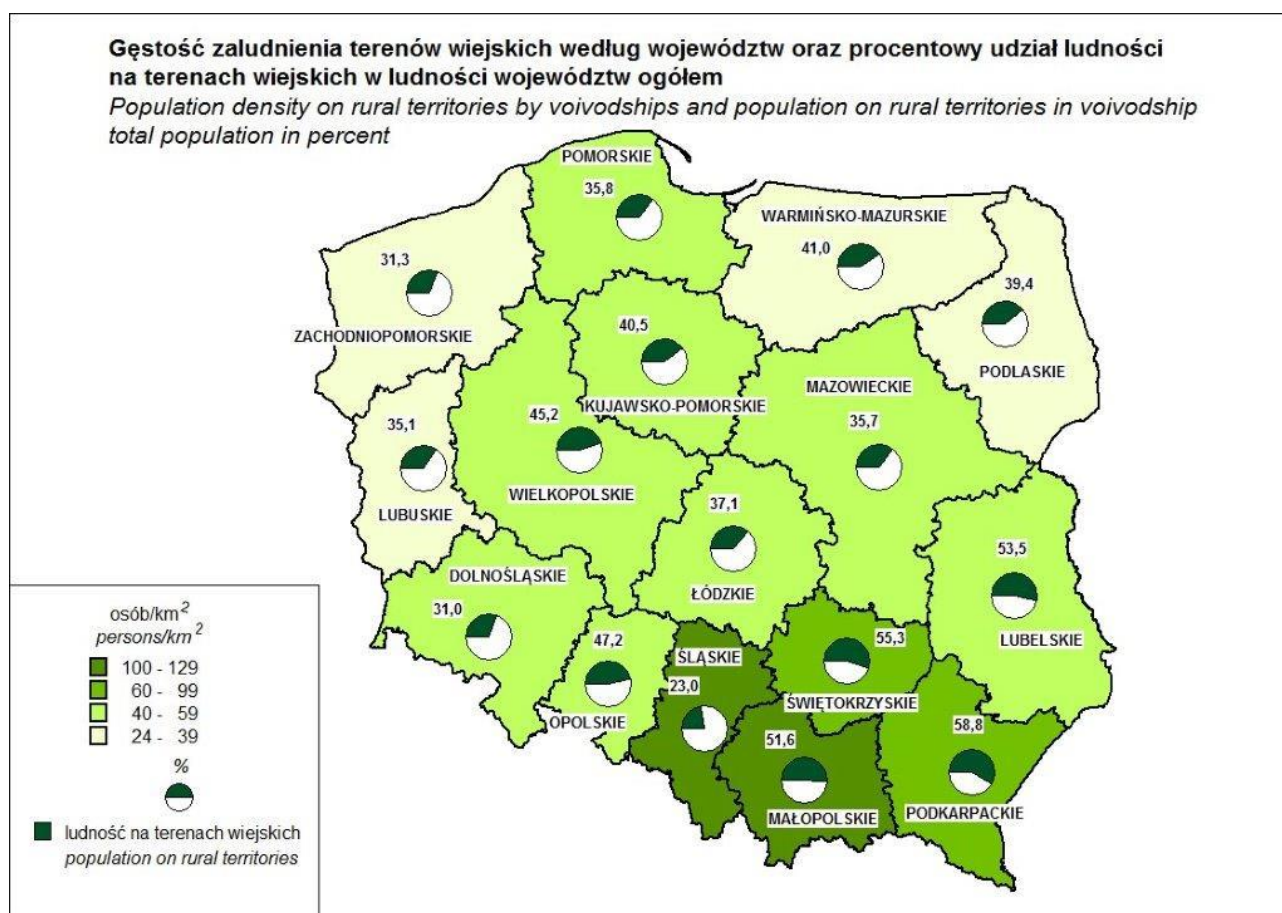 Gęstość zaludnienia terenów wiejskich według województw oraz procentowy udział ludności
na terenach wiejskich w ludności województw ogółem
Population density on rural territories by voivodships and population on rural territories in voivodship
total population in percent
POMORSKIE
35,8
WARMIŃSKO-MAZURSKIE
41,0
31,3
ZACHODNIOPOMORSKIE
39,4
PODLASKIE
40,5
KUJAWSKO-POMORSKIE
MAZOWIECKIE
35,7
45,2
WIELKOPOLSKIE
35,1
LUBUSKIE
37,1
ŁÓDZKIE
53,5
LUBELSKIE
DOLNOŚLĄSKIE
31,0
47,2
OPOLSKIE
ŚLĄSKIE
23,0
55,3
ŚWIĘTOKRZYSKIE
51,6
MAŁOPOLSKIE
58,8
PODKARPACKIE
osób/km²
persons/km²
100 - 129
60 - 99
40 - 59
24 - 39
%
ludność na terenach wiejskich
population on rural territories